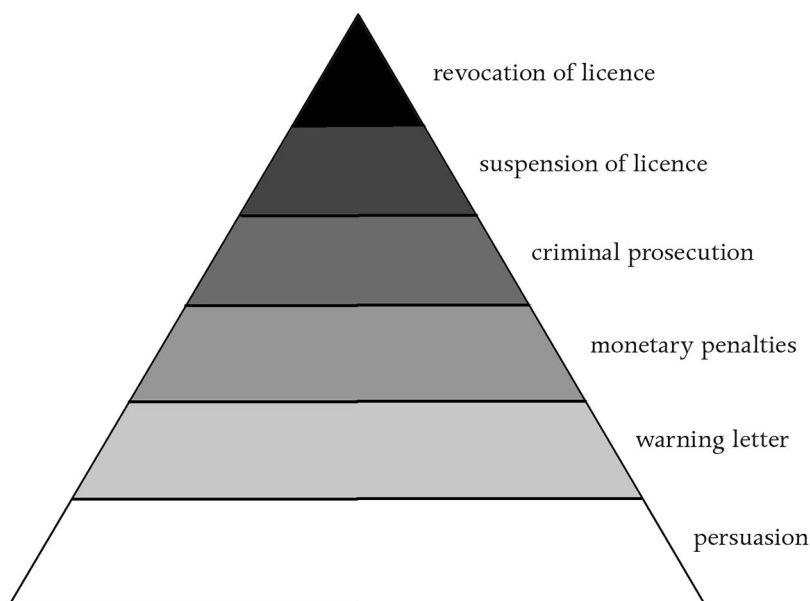 revocation of licence
suspension of licence
criminal prosecution
monetary penalties
warning letter
persuasion